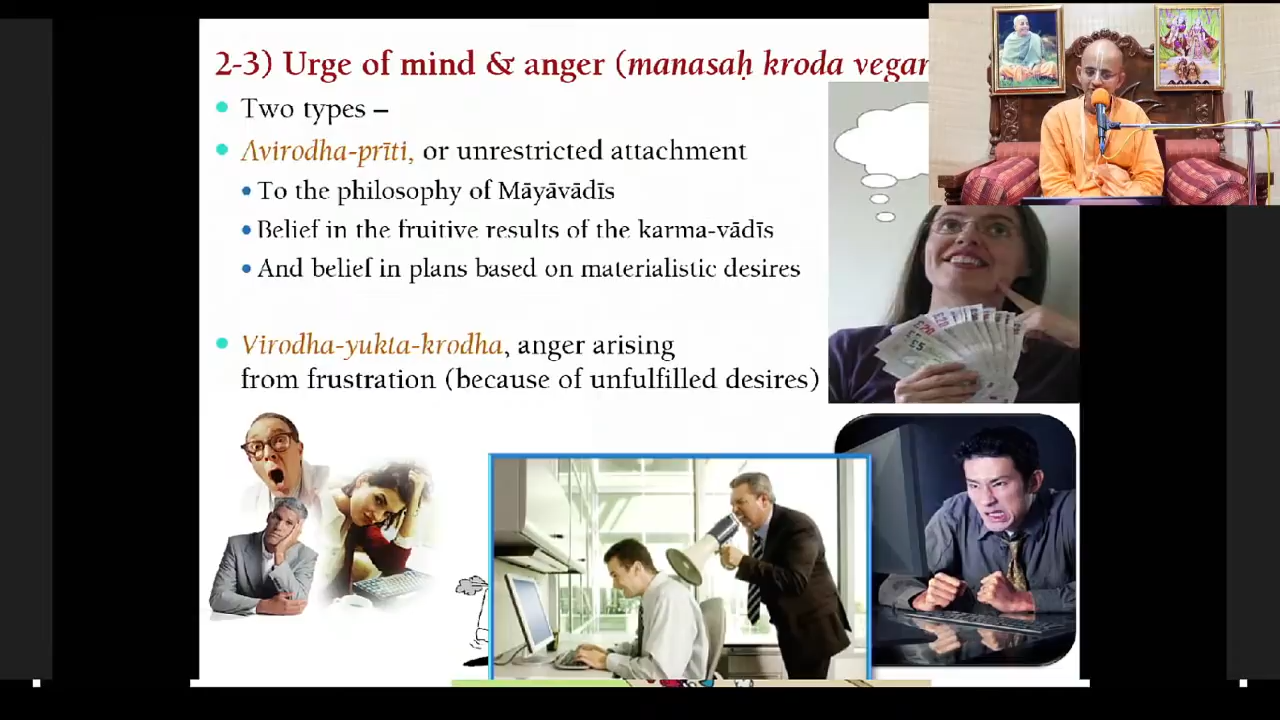 2-3) Urge of mind & anger (manasaḥ kroda vegam
Two types –
Avirodha-prīti, or unrestricted attachment
To the philosophy of Māyāvādīs
Belief in the fruitive results of the karma-vādīs
And belief in plans based on materialistic desires
Virodha-yukta-krodha, anger arising
from frustration (because of unfulfilled desires)